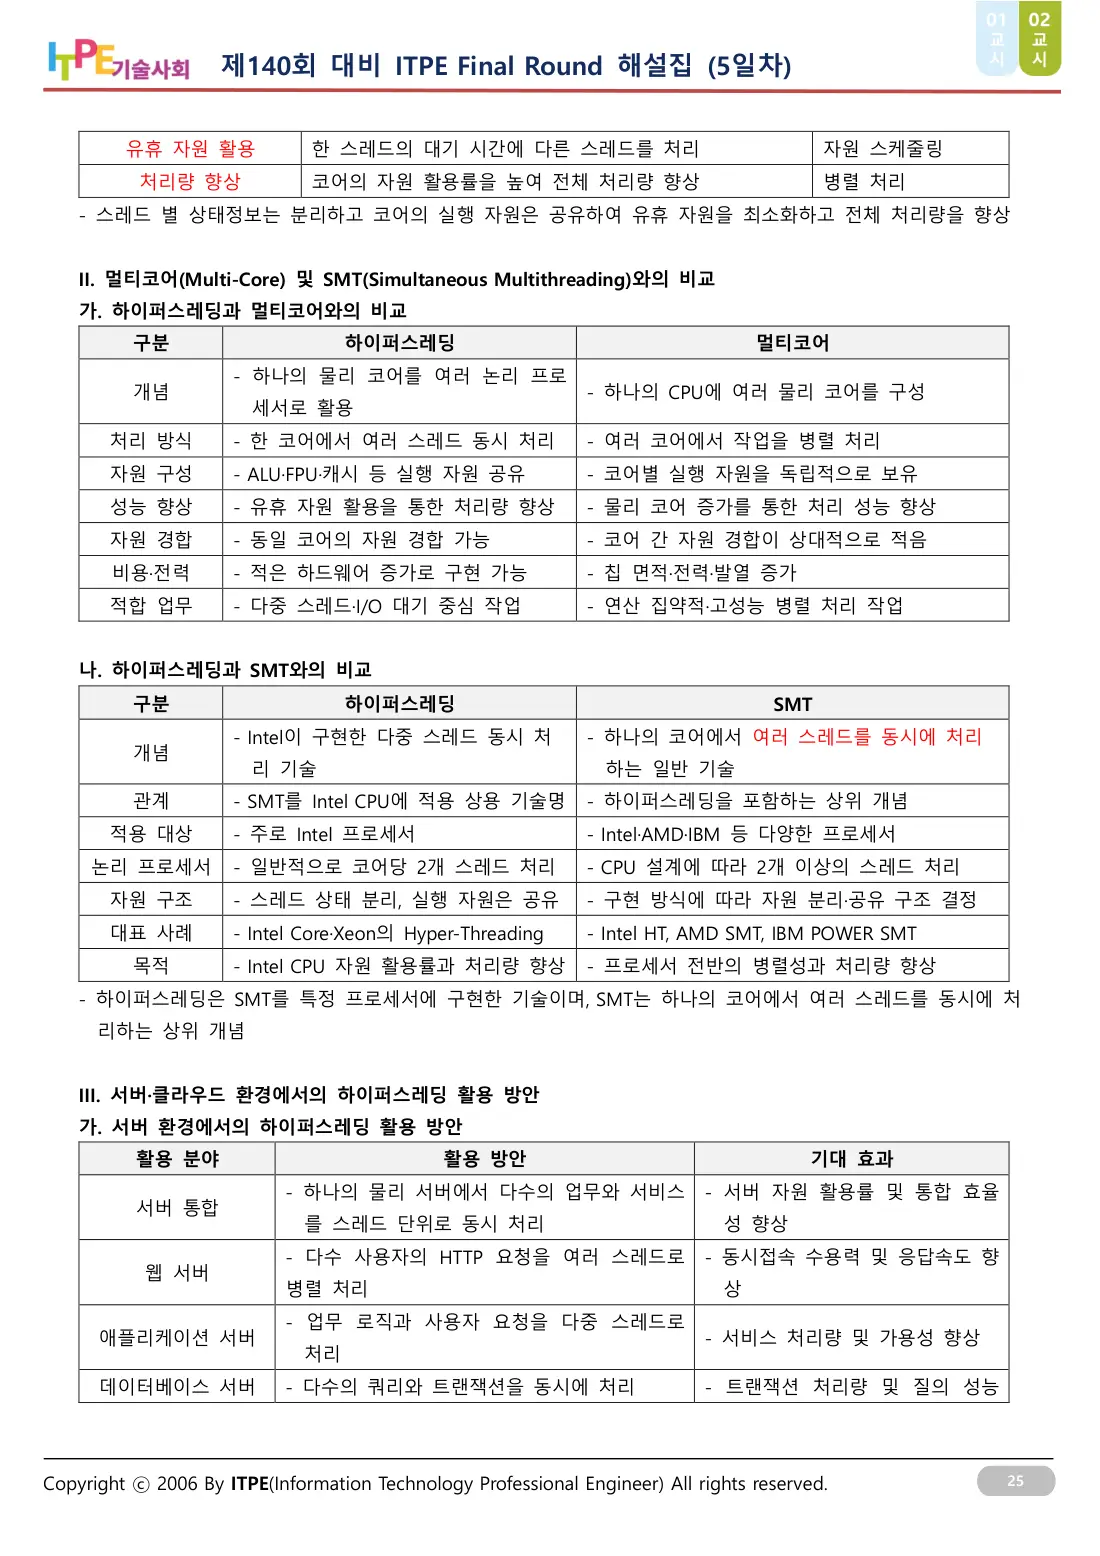 ITPE기술사회 제140회 대비 ITPE Final Round 해설집 (5일차)
01 교시
02 교시
유휴 자원 활용 한 스레드의 대기 시간에 다른 스레드를 처리 자원 스케줄링
처리량 향상 코어의 자원 활용률을 높여 전체 처리량 향상 병렬 처리
- 스레드 별 상태정보는 분리하고 코어의 실행 자원은 공유하여 유휴 자원을 최소화하고 전체 처리량을 향상
II. 멀티코어(Multi-Core) 및 SMT(Simultaneous Multithreading)와의 비교
가. 하이퍼스레딩과 멀티코어와의 비교
구분 하이퍼스레딩 멀티코어
개념 - 하나의 물리 코어를 여러 논리 프로
세서로 활용
- 하나의 CPU에 여러 물리 코어를 구성
처리 방식 - 한 코어에서 여러 스레드 동시 처리 - 여러 코어에서 작업을 병렬 처리
자원 구성 - ALU·FPU·캐시 등 실행 자원 공유 - 코어별 실행 자원을 독립적으로 보유
성능 향상 - 유휴 자원 활용을 통한 처리량 향상 - 물리 코어 증가를 통한 처리 성능 향상
자원 경합 - 동일 코어의 자원 경합 가능 - 코어 간 자원 경합이 상대적으로 적음
비용·전력 - 적은 하드웨어 증가로 구현 가능 - 칩 면적·전력·발열 증가
적합 업무 - 다중 스레드·I/O 대기 중심 작업 - 연산 집약적·고성능 병렬 처리 작업
나. 하이퍼스레딩과 SMT와의 비교
구분 하이퍼스레딩 SMT
개념 - Intel이 구현한 다중 스레드 동시 처
리 기술
- 하나의 코어에서 여러 스레드를 동시에 처리
하는 일반 기술
관계 - SMT를 Intel CPU에 적용 상용 기술명 - 하이퍼스레딩을 포함하는 상위 개념
적용 대상 - 주로 Intel 프로세서 - Intel·AMD·IBM 등 다양한 프로세서
논리 프로세서 - 일반적으로 코어당 2개 스레드 처리 - CPU 설계에 따라 2개 이상의 스레드 처리
자원 구조 - 스레드 상태 분리, 실행 자원은 공유 - 구현 방식에 따라 자원 분리·공유 구조 결정
대표 사례 - Intel Core·Xeon의 Hyper-Threading - Intel HT, AMD SMT, IBM POWER SMT
목적 - Intel CPU 자원 활용률과 처리량 향상 - 프로세서 전반의 병렬성과 처리량 향상
- 하이퍼스레딩은 SMT를 특정 프로세서에 구현한 기술이며, SMT는 하나의 코어에서 여러 스레드를 동시에 처
리하는 상위 개념
III. 서버·클라우드 환경에서의 하이퍼스레딩 활용 방안
가. 서버 환경에서의 하이퍼스레딩 활용 방안
활용 분야 활용 방안 기대 효과
서버 통합 - 하나의 물리 서버에서 다수의 업무와 서비스
를 스레드 단위로 동시 처리
- 서버 자원 활용률 및 통합 효율
성 향상
웹 서버 - 다수 사용자의 HTTP 요청을 여러 스레드로
병렬 처리
- 동시접속 수용력 및 응답속도 향
상
애플리케이션 서버 - 업무 로직과 사용자 요청을 다중 스레드로
처리
- 서비스 처리량 및 가용성 향상
데이터베이스 서버 - 다수의 쿼리와 트랜잭션을 동시에 처리 - 트랜잭션 처리량 및 질의 성능
Copyright ⓒ 2006 By ITPE(Information Technology Professional Engineer) All rights reserved.
25